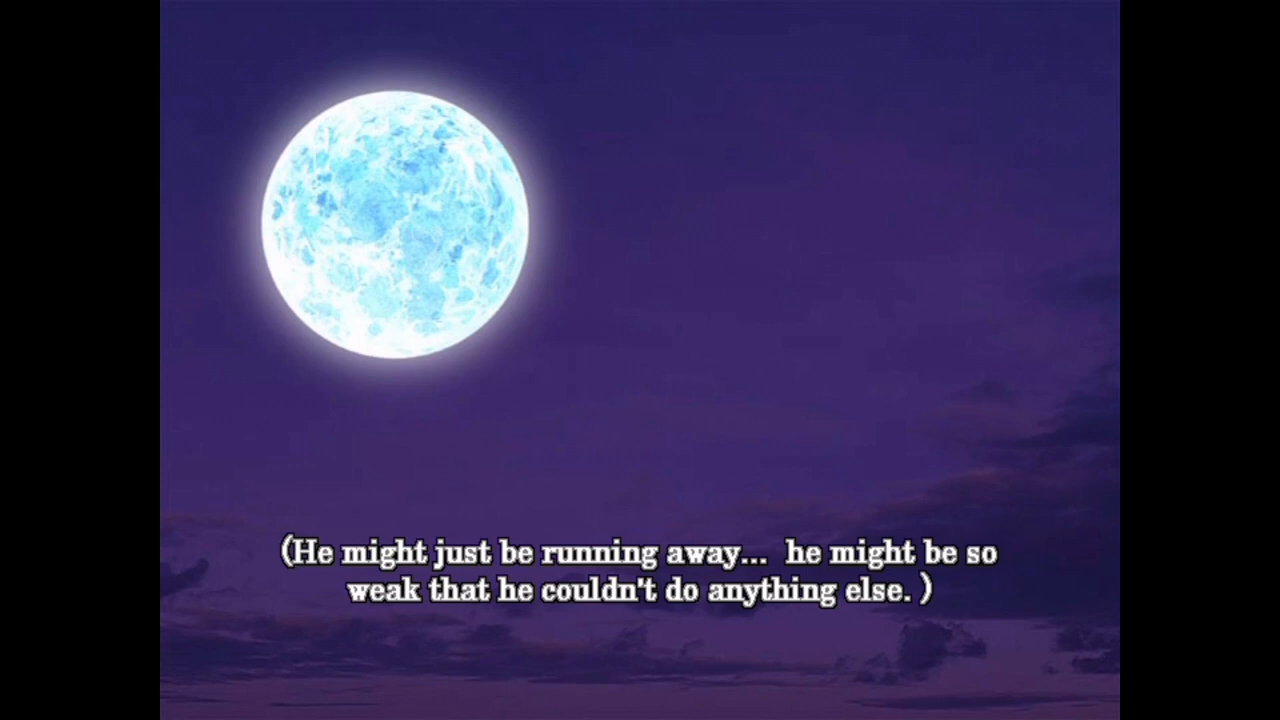 (He might just be running away...  he might be so
weak that he couldn't do anything else. )